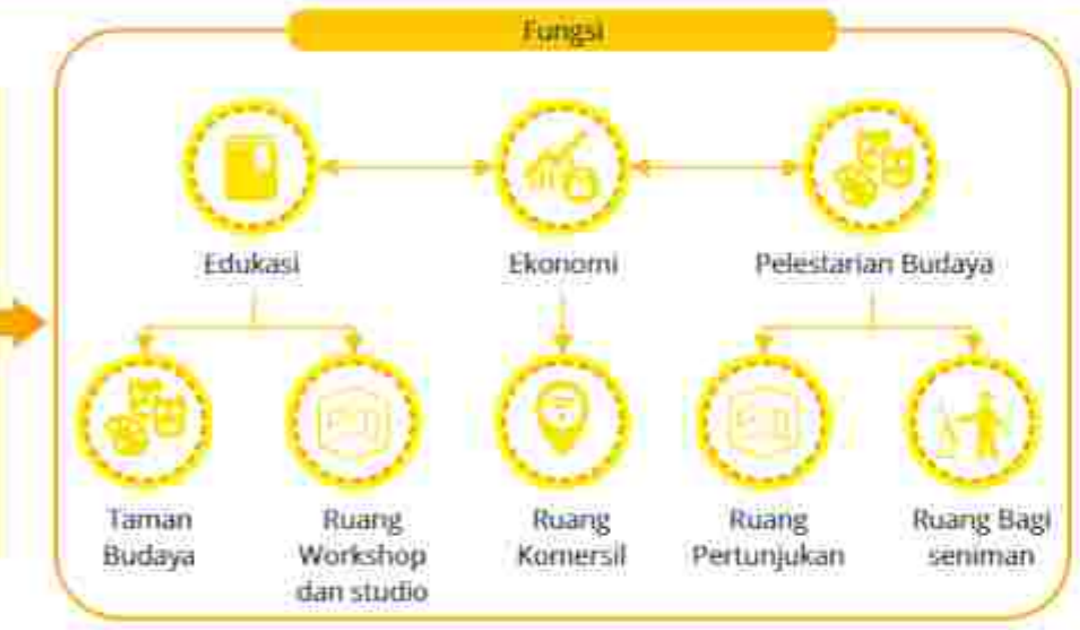 Fungsi
Edukasi
Ekonomi
Pelestarian Budaya
Taman
Budaya
Ruang
Workshop
dan studio
Ruang
Komersil
Ruang
Pertunjukan
Ruang Bagi
seniman